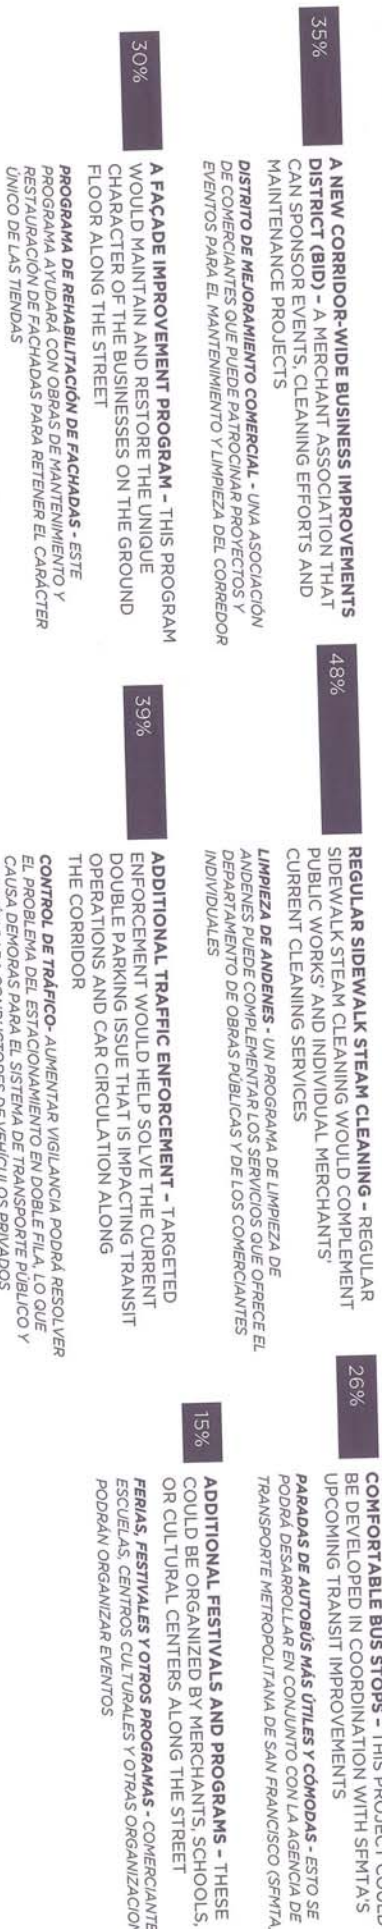 35%
A NEW CORRIDOR-WIDE BUSINESS IMPROVEMENTS
DISTRICT (BID) – A MERCHANT ASSOCIATION THAT
CAN SPONSOR EVENTS, CLEANING EFFORTS AND
MAINTENANCE PROJECTS
DISTRITO DE MEJORAMIENTO COMERCIAL - UNA ASOCIACIÓN
DE COMERCIANTES QUE PUEDE PATROCINAR PROYECTOS Y
EVENTOS PARA EL MANTENIMIENTO Y LIMPIEZA DEL CORREDOR
30%
A FAÇADE IMPROVEMENT PROGRAM – THIS PROGRAM
WOULD MAINTAIN AND RESTORE THE UNIQUE
CHARACTER OF THE BUSINESSES ON THE GROUND
FLOOR ALONG THE STREET
PROGRAMA DE REHABILITACIÓN DE FACHADAS - ESTE
PROGRAMA AYUDARÁ CON OBRAS DE MANTENIMIENTO Y
RESTAURACIÓN DE FACHADAS PARA RETENER EL CARÁCTER
ÚNICO DE LAS TIENDAS
48%
REGULAR SIDEWALK STEAM CLEANING – REGULAR
SIDEWALK STEAM CLEANING WOULD COMPLEMENT
PUBLIC WORKS' AND INDIVIDUAL MERCHANTS'
CURRENT CLEANING SERVICES
LIMPIEZA DE ANDENES - UN PROGRAMA DE LIMPIEZA DE
ANDENES PUEDE COMPLEMENTAR LOS SERVICIOS QUE OFRECE EL
DEPARTAMENTO DE OBRAS PÚBLICAS Y DE LOS COMERCIANTES
INDIVIDUALES
39%
ADDITIONAL TRAFFIC ENFORCEMENT – TARGETED
ENFORCEMENT WOULD HELP SOLVE THE CURRENT
DOUBLE PARKING ISSUE THAT IS IMPACTING TRANSIT
OPERATIONS AND CAR CIRCULATION ALONG
THE CORRIDOR
CONTROL DE TRÁFICO- AUMENTAR VIGILANCIA PODRÁ RESOLVER
EL PROBLEMA DEL ESTACIONAMIENTO EN DOBLE FILA, LO QUE
CAUSA DEMORAS PARA EL SISTEMA DE TRANSPORTE PÚBLICO Y
CONDUCTORES DE VEHÍCULOS PRIVADOS
26%
COMFORTABLE BUS STOPS – THIS PROJECT COULD
BE DEVELOPED IN COORDINATION WITH SFMTA'S
UPCOMING TRANSIT IMPROVEMENTS
PARADAS DE AUTOBÚS MÁS ÚTILES Y CÓMODAS - ESTO SE
PODRÁ DESARROLLAR EN CONJUNTO CON LA AGENCIA DE
TRANSPORTE METROPOLITANA DE SAN FRANCISCO (SFMTA
15%
ADDITIONAL FESTIVALS AND PROGRAMS – THESE
COULD BE ORGANIZED BY MERCHANTS, SCHOOLS,
OR CULTURAL CENTERS ALONG THE STREET
FERIAS, FESTIVALES Y OTROS PROGRAMAS - COMERCIANTE
ESCUELAS, CENTROS CULTURALES Y OTRAS ORGANIZACION
PODRÁN ORGANIZAR EVENTOS